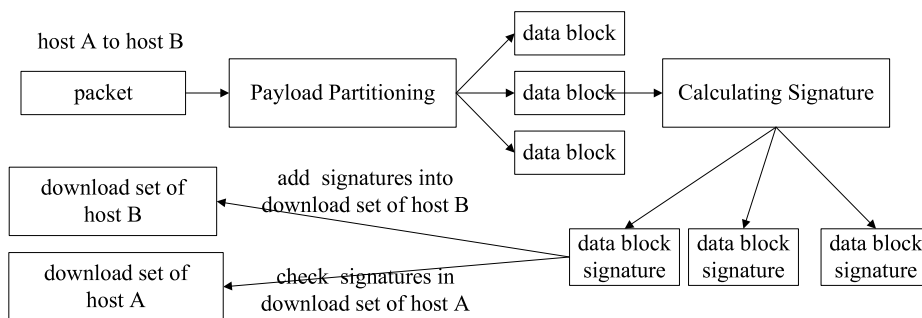 host A to host B
packet
Payload Partitioning
data block
data block
data block
Calculating Signature
download set of
host B
add signatures into
download set of host B
download set of
host A
check signatures in
download set of host A
data block
signature
data block
signature
data block
signature